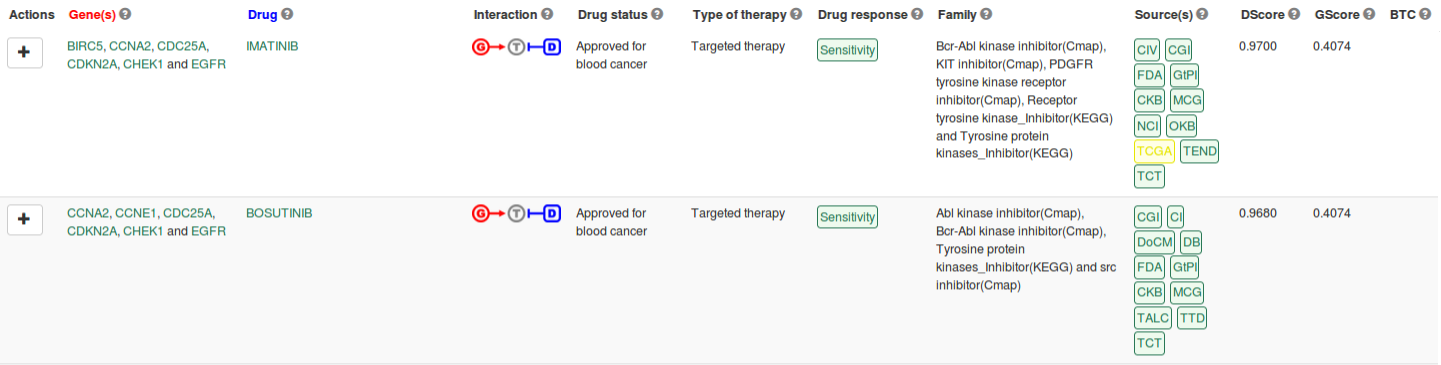 Actions Gene(s) Drug Interaction Drug status Type of therapy Drug response Family Source(s) DScore GScore BTC
BIRC5, CCNA2, CDC25A,
CDKN2A, CHEK1 and EGFR
IMATINIB
G T D
Approved for
blood cancer
Targeted therapy
Sensitivity
Bcr-Abl kinase inhibitor(Cmap),
KIT inhibitor(Cmap), PDGFR
tyrosine kinase receptor
inhibitor(Cmap), Receptor
tyrosine kinase_Inhibitor(KEGG)
and Tyrosine protein
kinases_Inhibitor(KEGG)
CIV CGI
FDA GtPI
CKB MCG
NCI OKB
TCGA TEND
TCT
0.9700
0.4074
CCNA2, CCNE1, CDC25A,
CDKN2A, CHEK1 and EGFR
BOSUTINIB
G T D
Approved for
blood cancer
Targeted therapy
Sensitivity
Abl kinase inhibitor(Cmap),
Bcr-Abl kinase inhibitor(Cmap),
Tyrosine protein
kinases_Inhibitor(KEGG) and src
inhibitor(Cmap)
CGI CI
DoCM DB
FDA GtPI
CKB MCG
TALC TTD
TCT
0.9680
0.4074